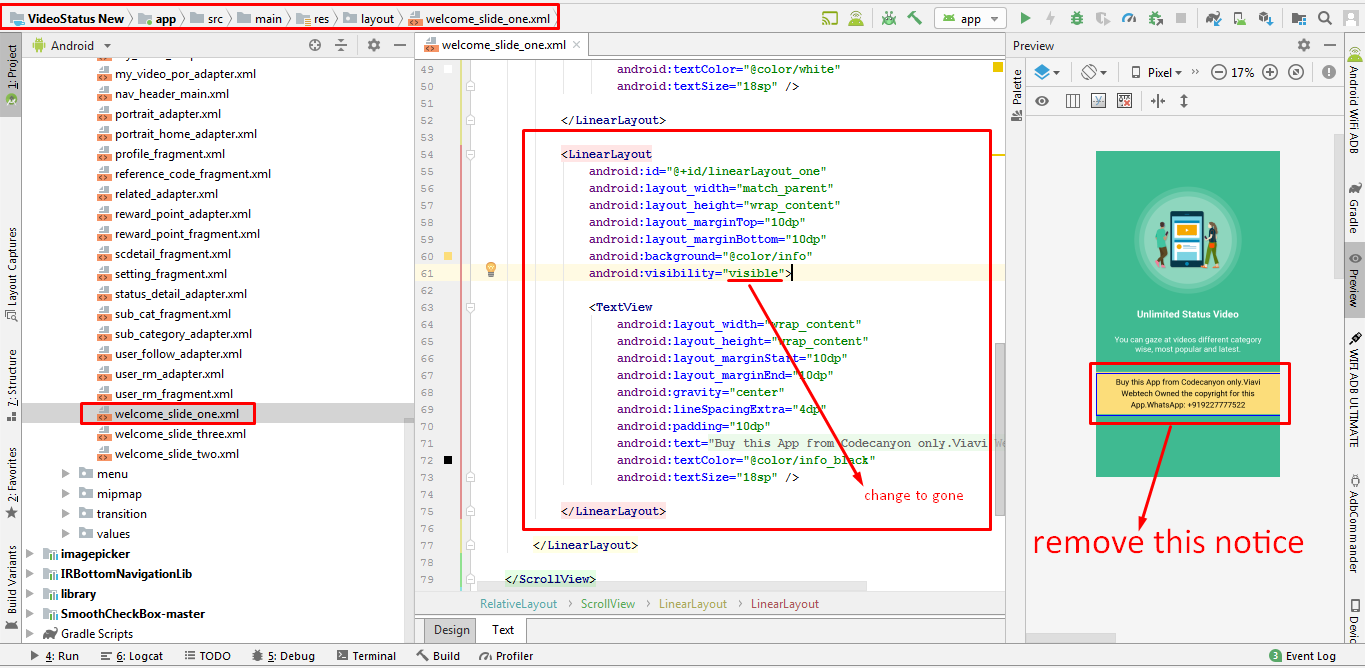 VideoStatus New
app
src
main
res
layout
welcome_slide_one.xml
app
Android
welcome_slide_one.xml
Preview
1: Project
Layout Captures
7: Structure
2: Favorites
Build Variants
my_video_por_adapter.xml
nav_header_main.xml
portrait_adapter.xml
portrait_home_adapter.xml
profile_fragment.xml
reference_code_fragment.xml
related_adapter.xml
reward_point_adapter.xml
reward_point_fragment.xml
scdetail_fragment.xml
setting_fragment.xml
status_detail_adapter.xml
sub_cat_fragment.xml
sub_category_adapter.xml
user_follow_adapter.xml
user_rm_adapter.xml
user_rm_fragment.xml
welcome_slide_one.xml
welcome_slide_three.xml
welcome_slide_two.xml
menu
mipmap
transition
values
imagepicker
IRBottomNavigationLib
library
SmoothCheckBox-master
Gradle Scripts
49 android:textColor="@color/white"
50 android:textSize="18sp" />
51
52 </LinearLayout>
53
54 <LinearLayout
55 android:id="@+id/linearLayout_one"
56 android:layout_width="match_parent"
57 android:layout_height="wrap_content"
58 android:layout_marginTop="10dp"
59 android:layout_marginBottom="10dp"
60 android:background="@color/info"
61 android:visibility="visible">
62
63 <TextView
64 android:layout_width="wrap_content"
65 android:layout_height="wrap_content"
66 android:layout_marginStart="10dp"
67 android:layout_marginEnd="10dp"
68 android:gravity="center"
69 android:lineSpacingExtra="4dp"
70 android:padding="10dp"
71 android:text="Buy this App from Codecanyon only.Viavi We
72 android:textColor="@color/info_black"
73 android:textSize="18sp" />
74
75 </LinearLayout>
76
77 </LinearLayout>
78
79 </ScrollView>
change to gone
RelativeLayout
ScrollView
LinearLayout
LinearLayout
Design
Text
Palette
Pixel
17%
Unlimited Status Video
You can gaze at videos different category
wise, most popular and latest.
Buy this App from Codecanyon only.Viavi
Webtech Owned the copyright for this
App.WhatsApp: +919227777522
remove this notice
Android WiFi ADB
Gradle
Preview
WIFI ADB ULTIMATE
AdbCommander
Devic
4: Run
6: Logcat
TODO
5: Debug
Terminal
Build
Profiler
3 Event Log